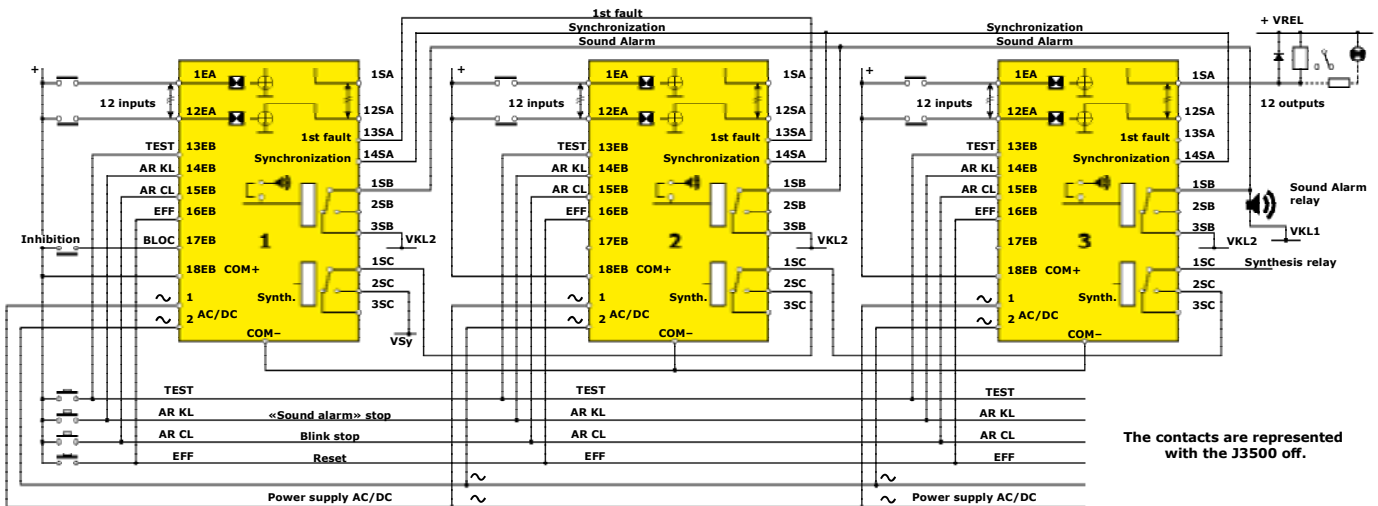 1st fault
Synchronization Synchronization
Sound Alarm Sound Alarm
+ VREL
+ 1EA 1SA + 1EA 1SA + 1EA 1SA
12 inputs 12 inputs 12 inputs 12 outputs
12EA 12SA 12EA 12SA 12EA 12SA
1st fault 13SA 1st fault 13SA 1st fault 13SA
TEST 13EB TEST 13EB TEST 13EB
Synchronization 14SA Synchronization 14SA Synchronization 14SA
AR KL 14EB AR KL 14EB AR KL 14EB
AR CL 15EB 1SB AR CL 15EB 1SB AR CL 15EB 1SB
Sound Alarm
relay
EFF 16EB 2SB EFF 16EB 2SB EFF 16EB 2SB
3SB 3SB 3SB
Inhibition BLOC 17EB 1 VKL2 17EB 2 VKL2 17EB 3 VKL2 VKL1
18EB COM+ 1SC 18EB COM+ 1SC 18EB COM+ 1SC Synthesis relay
2SC 2SC 2SC
1 Synth. 3SC 1 Synth. 3SC 1 Synth. 3SC
2 AC/DC 2 AC/DC 2 AC/DC
COM– COM– COM–
VSy
TEST TEST TEST
AR KL «Sound alarm» stop AR KL AR KL
AR CL Blink stop AR CL AR CL
EFF Reset EFF EFF
Power supply AC/DC Power supply AC/DC
The contacts are represented
with the J3500 off.